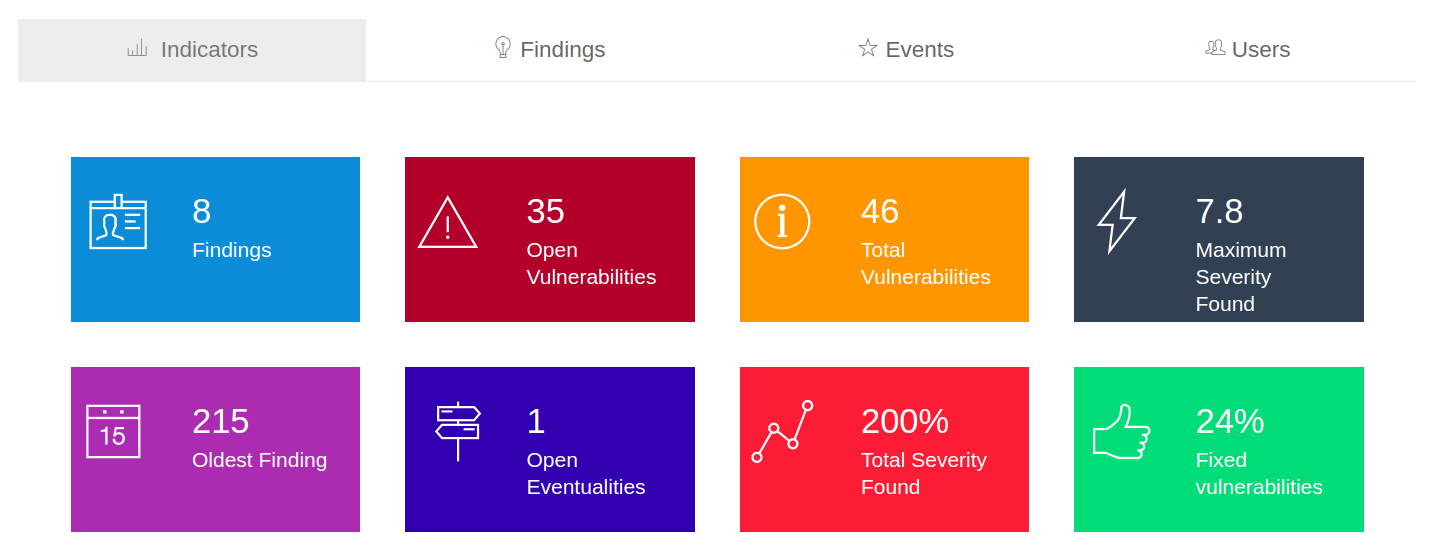 Indicators
Findings
Events
Users
8
Findings
35
Open
Vulnerabilities
46
Total
Vulnerabilities
7.8
Maximum
Severity
Found
15
215
Oldest Finding
1
Open
Eventualities
200%
Total Severity
Found
24%
Fixed
vulnerabilities